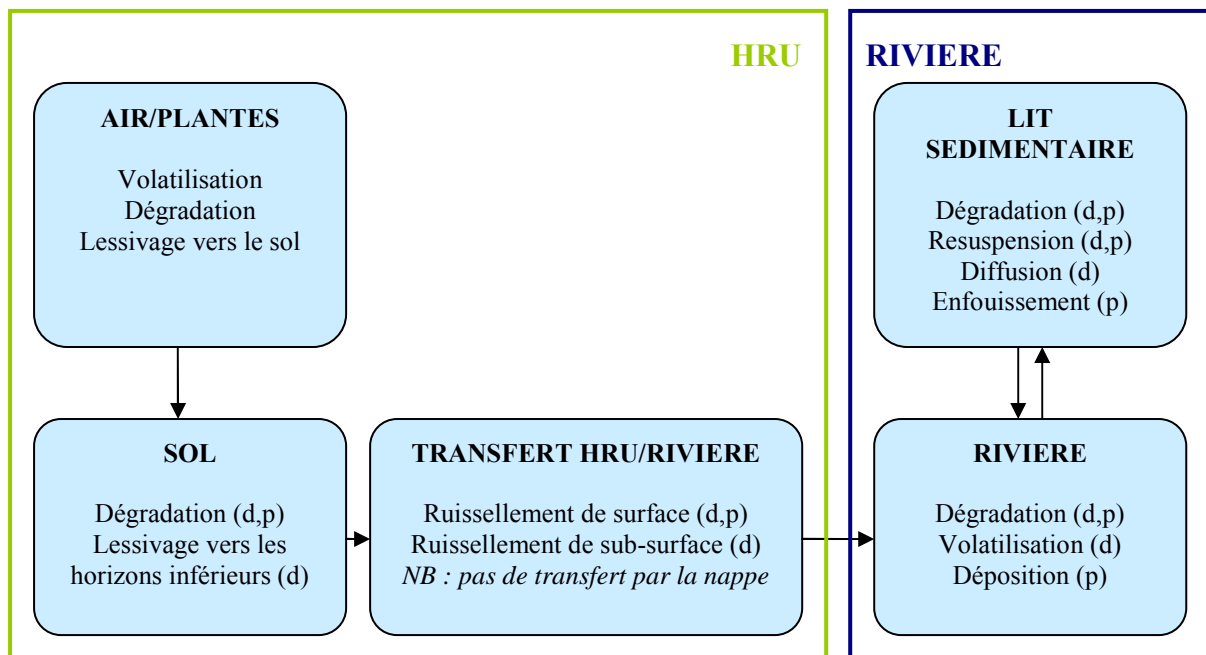 HRU
AIR/PLANTES
Volatilisation
Dégradation
Lessivage vers le sol
SOL
Dégradation (d,p)
Lessivage vers les
horizons inférieurs (d)
TRANSFERT HRU/RIVIERE
Ruissellement de surface (d,p)
Ruissellement de sub-surface (d)
NB : pas de transfert par la nappe
RIVIERE
LIT
SEDIMENTAIRE
Dégradation (d,p)
Resuspension (d,p)
Diffusion (d)
Enfouissement (p)
RIVIERE
Dégradation (d,p)
Volatilisation (d)
Déposition (p)